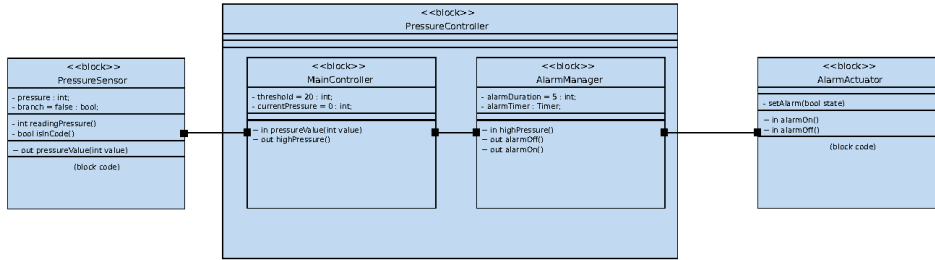 <<block>>
PressureController
<<block>>
PressureSensor
- pressure : int;
- branch = false : bool;
- int readingPressure()
- bool isInCode()
− out pressureValue(int value)
(block code)
<<block>>
MainController
- threshold = 20 : int;
- currentPressure = 0 : int;
− in pressureValue(int value)
− out highPressure()
<<block>>
AlarmManager
- alarmDuration = 5 : int;
- alarmTimer : Timer;
− in highPressure()
− out alarmOff()
− out alarmOn()
<<block>>
AlarmActuator
- setAlarm(bool state)
− in alarmOn()
− in alarmOff()
(block code)